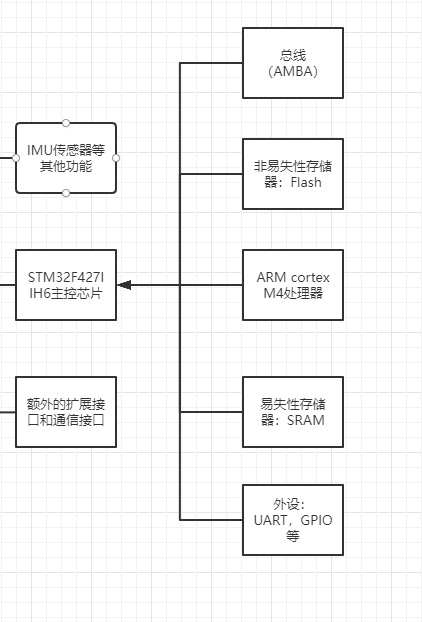 总线
（AMBA）
IMU传感器等
其他功能
非易失性存储
器：Flash
STM32F427I
IH6主控芯片
ARM cortex
M4处理器
额外的扩展接
口和通信接口
易失性存储
器：SRAM
外设：
UART，GPIO
等